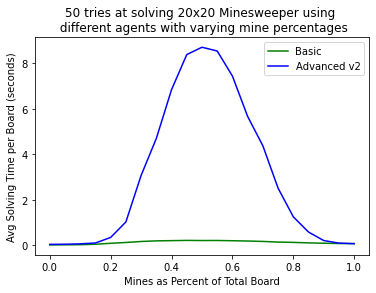 50 tries at solving 20x20 Minesweeper using
different agents with varying mine percentages
Basic
Advanced v2
Avg Solving Time per Board (seconds)
8
6
4
2
0
0.0 0.2 0.4 0.6 0.8 1.0
Mines as Percent of Total Board